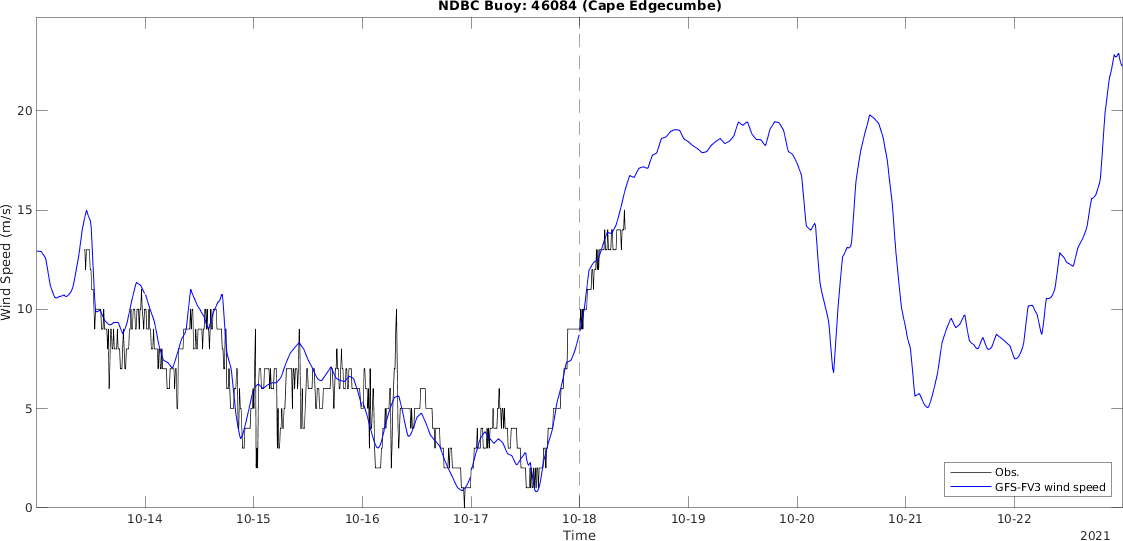 NDBC Buoy: 46084 (Cape Edgecumbe)
Wind Speed (m/s)
20
15
10
5
0
Obs.
GFS-FV3 wind speed
10-14 10-15 10-16 10-17 10-18 10-19 10-20 10-21 10-22
Time
2021